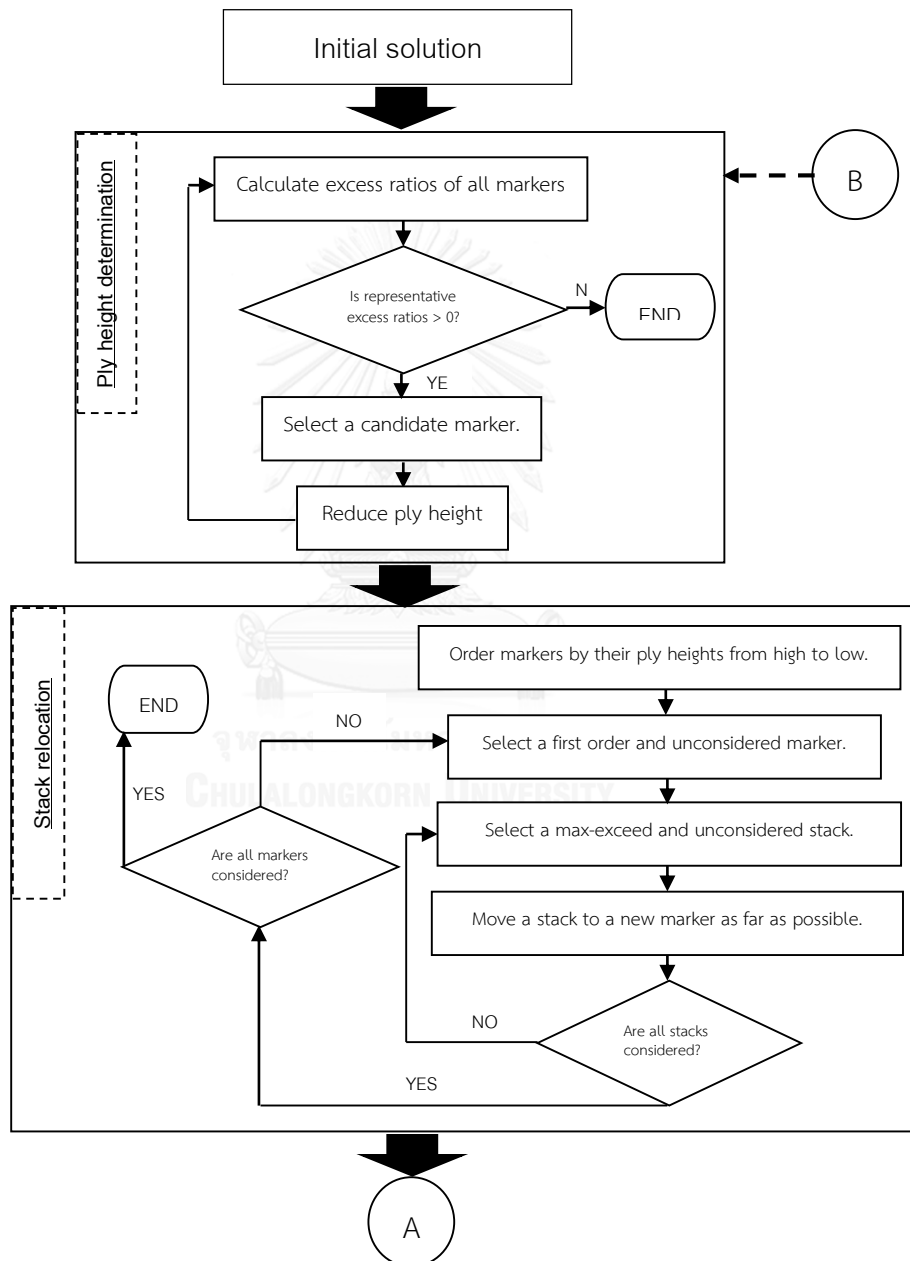 Initial solution
Ply height determination
Calculate excess ratios of all markers
B
Is representative
excess ratios > 0?
N
END
YE
Select a candidate marker.
Reduce ply height
Stack relocation
Order markers by their ply heights from high to low.
END
NO
Select a first order and unconsidered marker.
YES
CHULALONGKORN UNIVERSITY
Select a max-exceed and unconsidered stack.
Are all markers
considered?
Move a stack to a new marker as far as possible.
NO
Are all stacks
considered?
YES
A